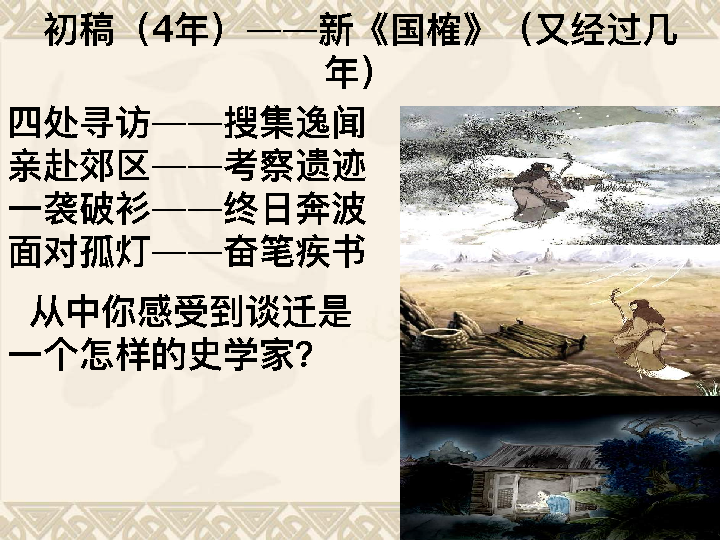 初稿（4年）——新《国榷》（又经过几
年）
四处寻访——搜集逸闻
亲赴郊区——考察遗迹
一袭破衫——终日奔波
面对孤灯——奋笔疾书
从中你感受到谈迁是
一个怎样的史学家？